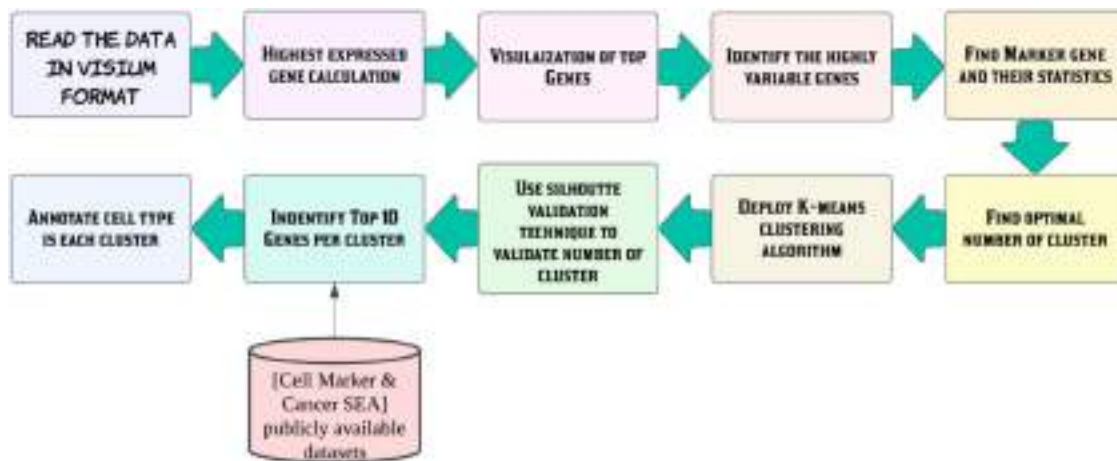 READ THE DATA
IN VISIUM
FORMAT
HIGHEST EXPRESSED
GENE CALCULATION
VISULAIZATION OF TOP
GENES
IDENTIFY THE HIGHLY
VARIABLE GENES
FIND MARKER GENE
AND THEIR STATISTICS
FIND OPTIMAL
NUMBER OF CLUSTER
DEPLOY K-MEANS
CLUSTERING
ALGORITHM
USE SILHOUTTE
VALIDATION
TECHNIQUE TO
VALIDATE NUMBER OF
CLUSTER
INDENTIFY TOP 10
GENES PER CLUSTER
ANNOTATE CELL TYPE
IS EACH CLUSTER
[Cell Marker &
Cancer SEA]
publicly available
datasets